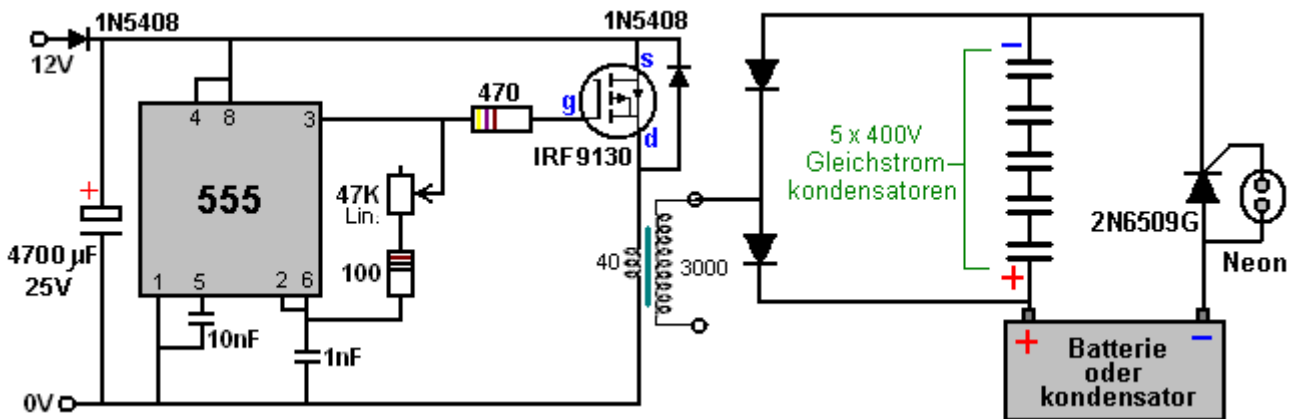 1N5408
12V
4 8 3
555
+
4700 µF
25V
1 5 2 6
10nF
1nF
0V
47K
Lin.
100
470
1N5408
s
g
d
IRF9130
40
3000
5 x 400V
Gleichstrom
kondensatoren
−
+
2N6509G
Neon
+ −
Batterie
oder
kondensator